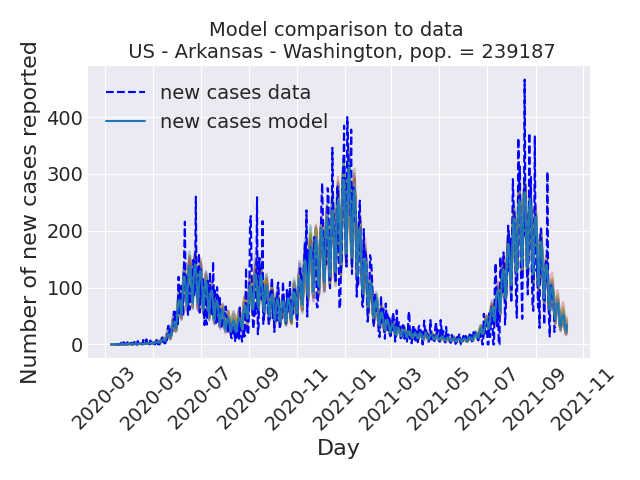 Model comparison to data
US - Arkansas - Washington, pop. = 239187
Number of new cases reported
400
300
200
100
0
new cases data
new cases model
2020-03
2020-05
2020-07
2020-09
2020-11
2021-01
2021-03
2021-05
2021-07
2021-09
2021-11
Day